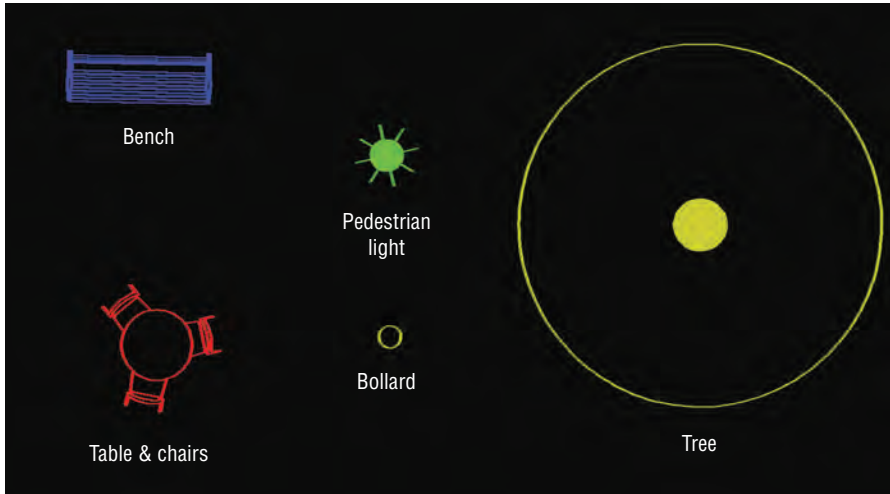 Bench
Pedestrian
light
Bollard
Table & chairs
Tree